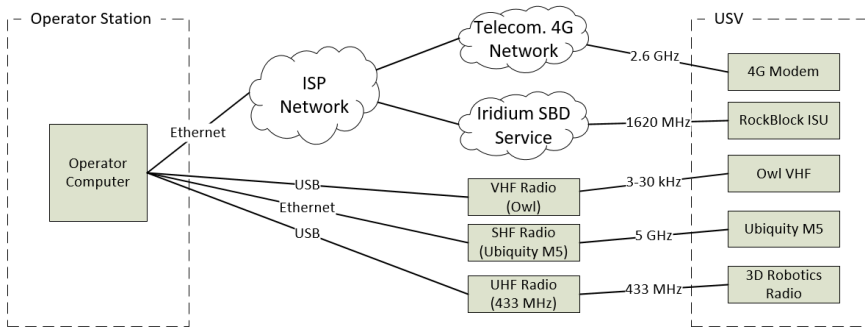 Operator Station
USV
Telecom. 4G
Network
2.6 GHz
4G Modem
ISP
Network
Iridium SBD
Service
1620 MHz
RockBlock ISU
Ethernet
Operator
Computer
USB
VHF Radio
(Owl)
3-30 kHz
Owl VHF
Ethernet
SHF Radio
(Ubiquity M5)
5 GHz
Ubiquity M5
USB
UHF Radio
(433 MHz)
433 MHz
3D Robotics
Radio